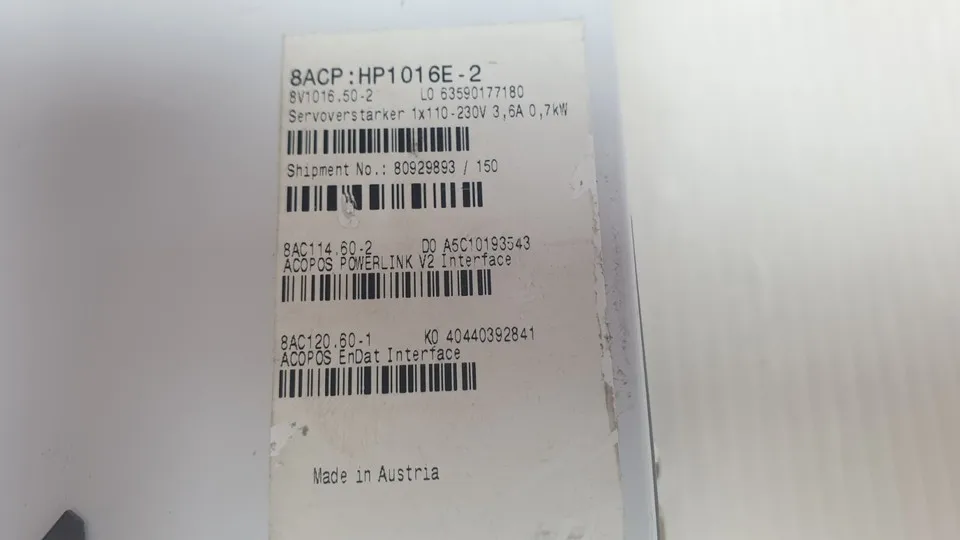 8ACP:HP1016E-2
8V1016.50-2 L0 63590177180
Servoverstarker 1x110-230V 3,6A 0,7kW
Shipment No.: 80929893 / 150
8AC114.60-2 D0 A5C10193543
ACOPOS POWERLINK V2 Interface
8AC120.60-1 K0 40440392841
ACOPOS EnDat Interface
Made in Austria